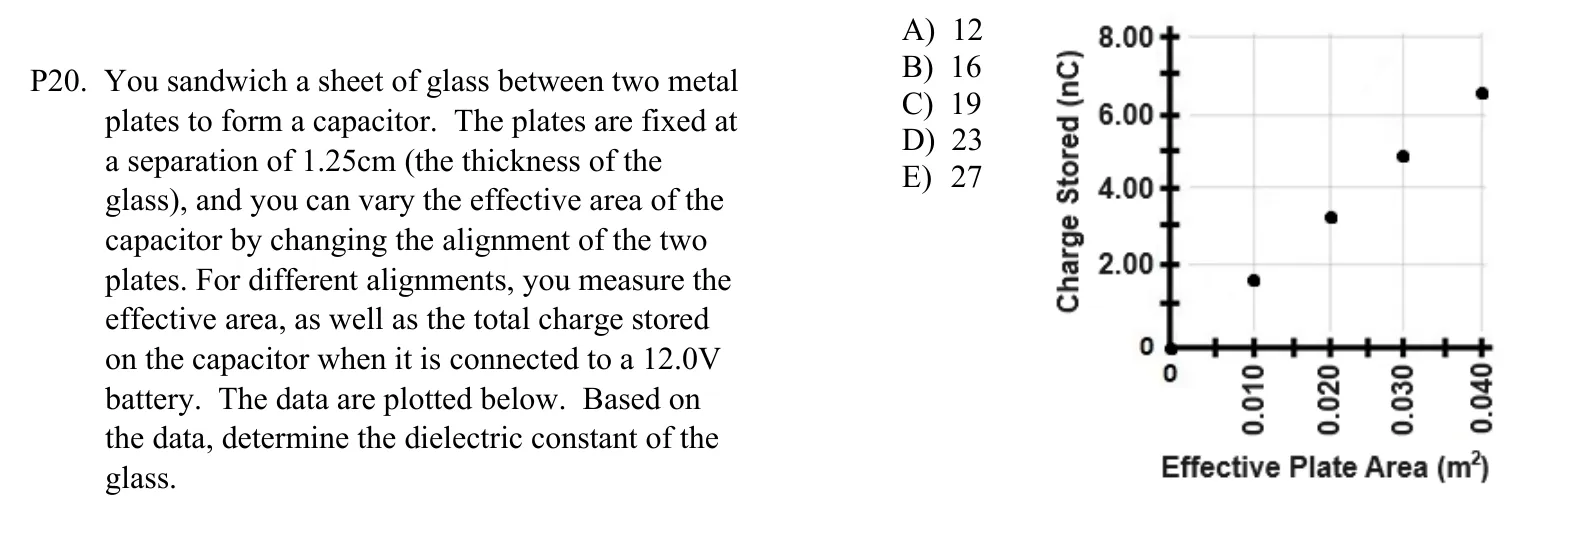 P20. You sandwich a sheet of glass between two metal
plates to form a capacitor. The plates are fixed at
a separation of 1.25cm (the thickness of the
glass), and you can vary the effective area of the
capacitor by changing the alignment of the two
plates. For different alignments, you measure the
effective area, as well as the total charge stored
on the capacitor when it is connected to a 12.0V
battery. The data are plotted below. Based on
the data, determine the dielectric constant of the
glass.
A) 12
B) 16
C) 19
D) 23
E) 27
Charge Stored (nC)
8.00
6.00
4.00
2.00
0
0
0.010
0.020
0.030
0.040
Effective Plate Area (m²)